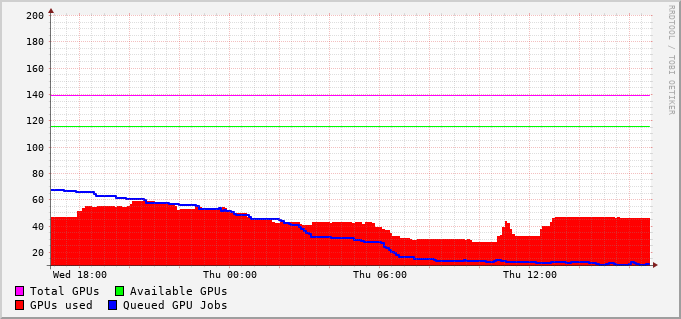 200
180
160
140
120
100
80
60
40
20
Wed 18:00 Thu 00:00 Thu 06:00 Thu 12:00
Total GPUs Available GPUs
GPUs used Queued GPU Jobs
RRDTOOL / TOBI OETIKER